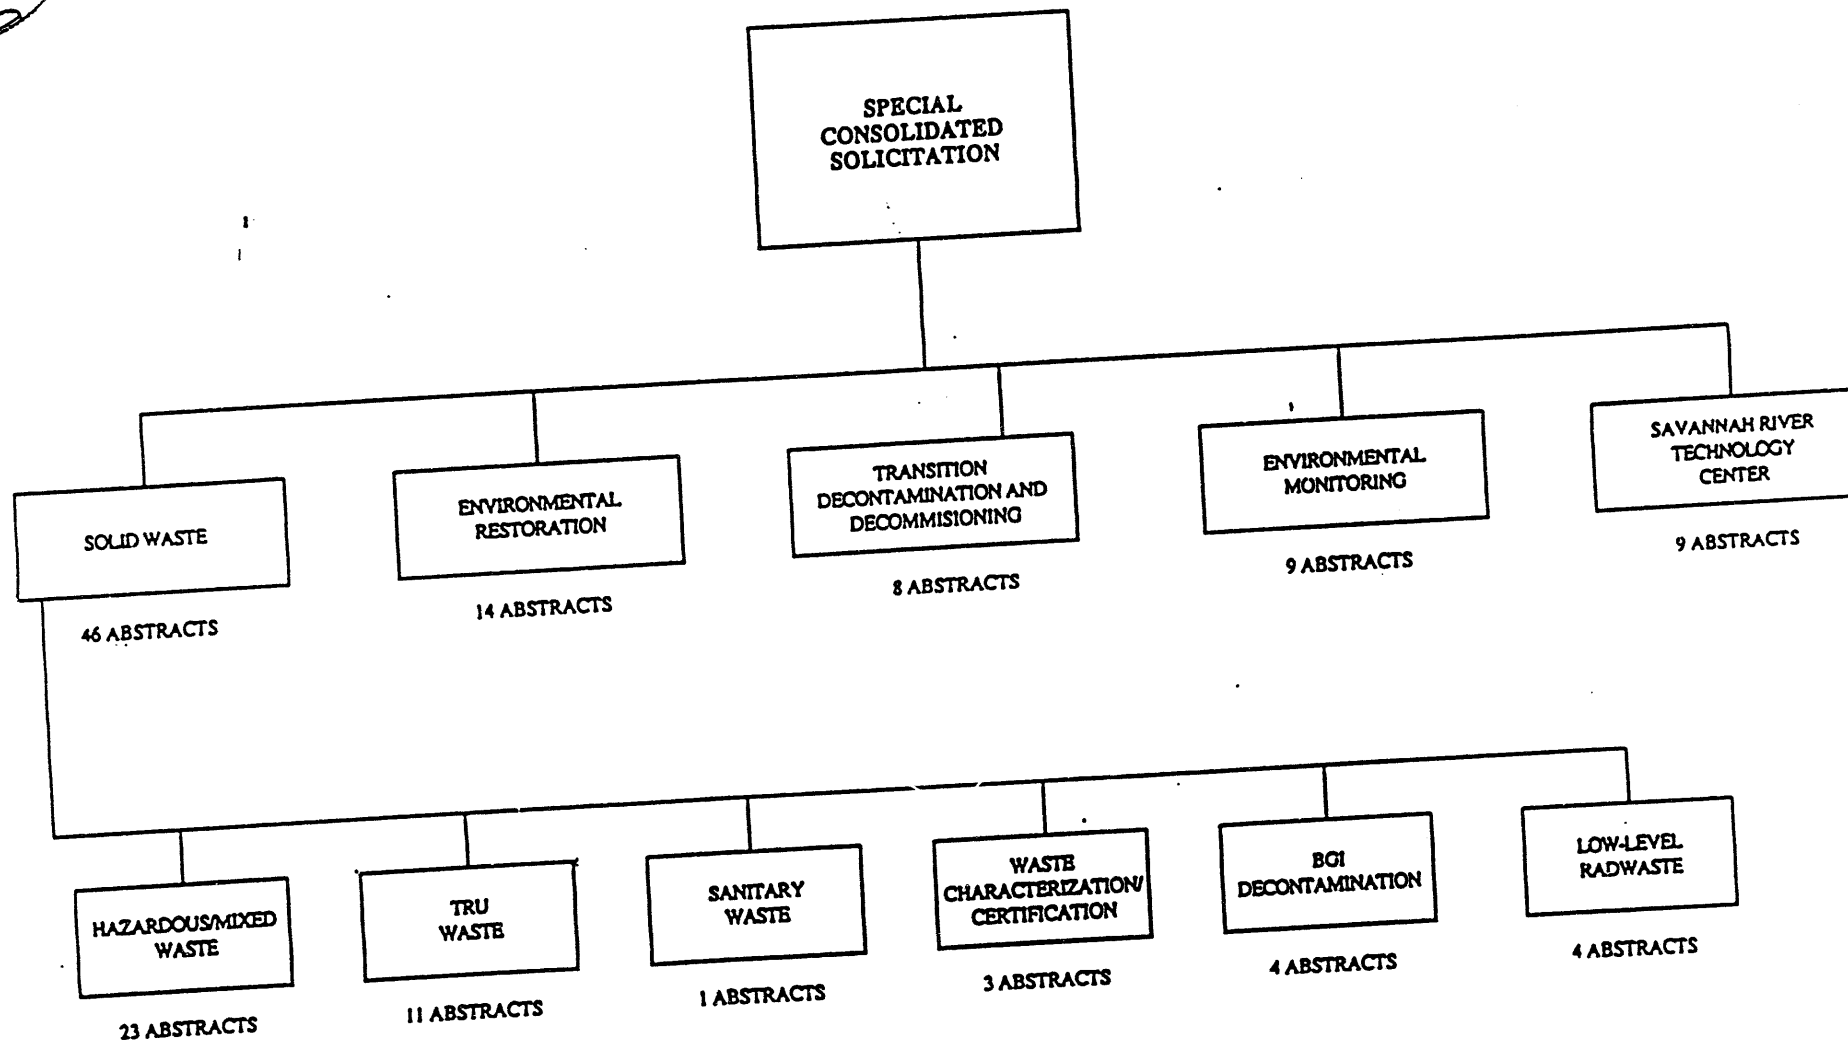 SPECIAL
CONSOLIDATED
SOLICITATION
SOLID WASTE
46 ABSTRACTS
ENVIRONMENTAL
RESTORATION
14 ABSTRACTS
TRANSITION
DECONTAMINATION AND
DECOMMISIONING
8 ABSTRACTS
ENVIRONMENTAL
MONITORING
9 ABSTRACTS
SAVANNAH RIVER
TECHNOLOGY
CENTER
9 ABSTRACTS
HAZARDOUS/MIXED
WASTE
23 ABSTRACTS
TRU
WASTE
11 ABSTRACTS
SANITARY
WASTE
1 ABSTRACTS
WASTE
CHARACTERIZATION/
CERTIFICATION
3 ABSTRACTS
BGI
DECONTAMINATION
4 ABSTRACTS
LOW-LEVEL
RADWASTE
4 ABSTRACTS